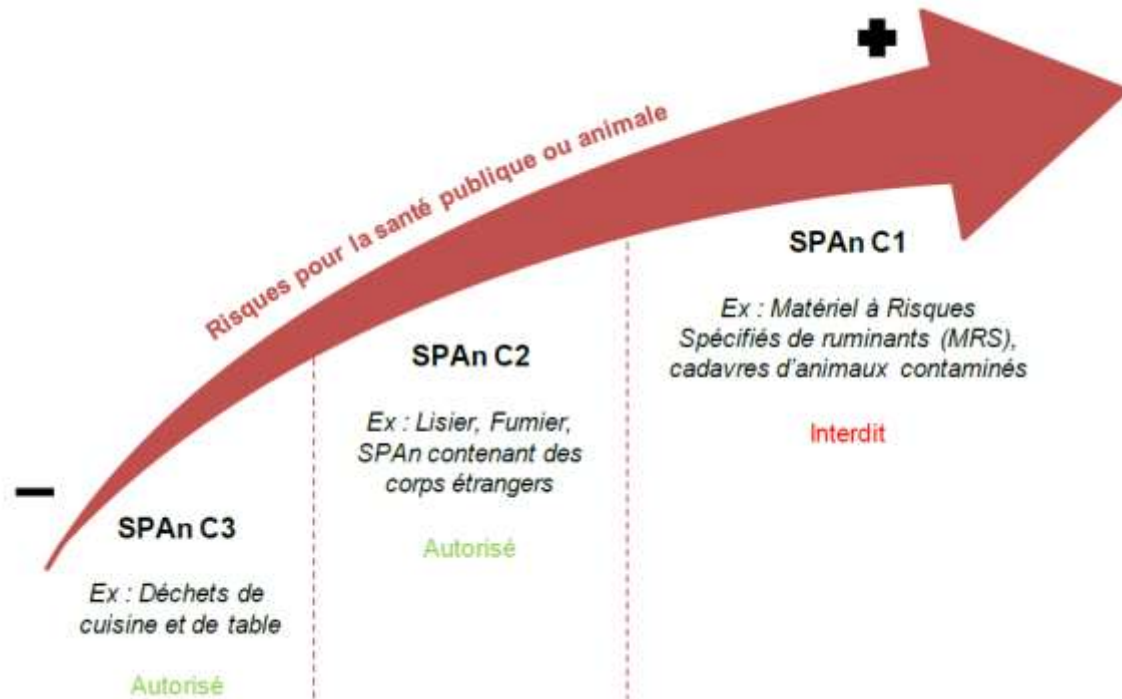 Risques pour la santé publique ou animale
SPAn C1
Ex : Matériel à Risques
Spécifiés de ruminants (MRS),
cadavres d'animaux contaminés
Interdit
SPAn C2
Ex : Lisier, Fumier,
SPAn contenant des
corps étrangers
Autorisé
SPAn C3
Ex : Déchets de
cuisine et de table
Autorisé